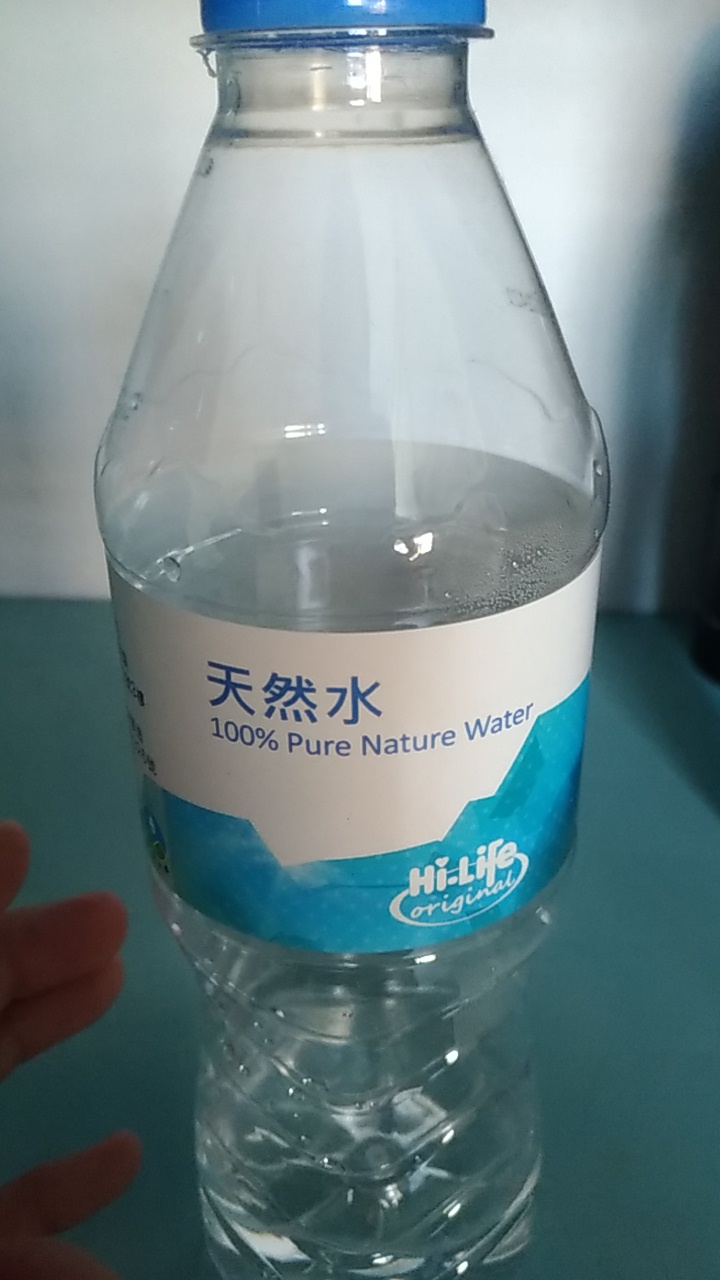 天然水
100% Pure Nature Water
Hi-Life
original